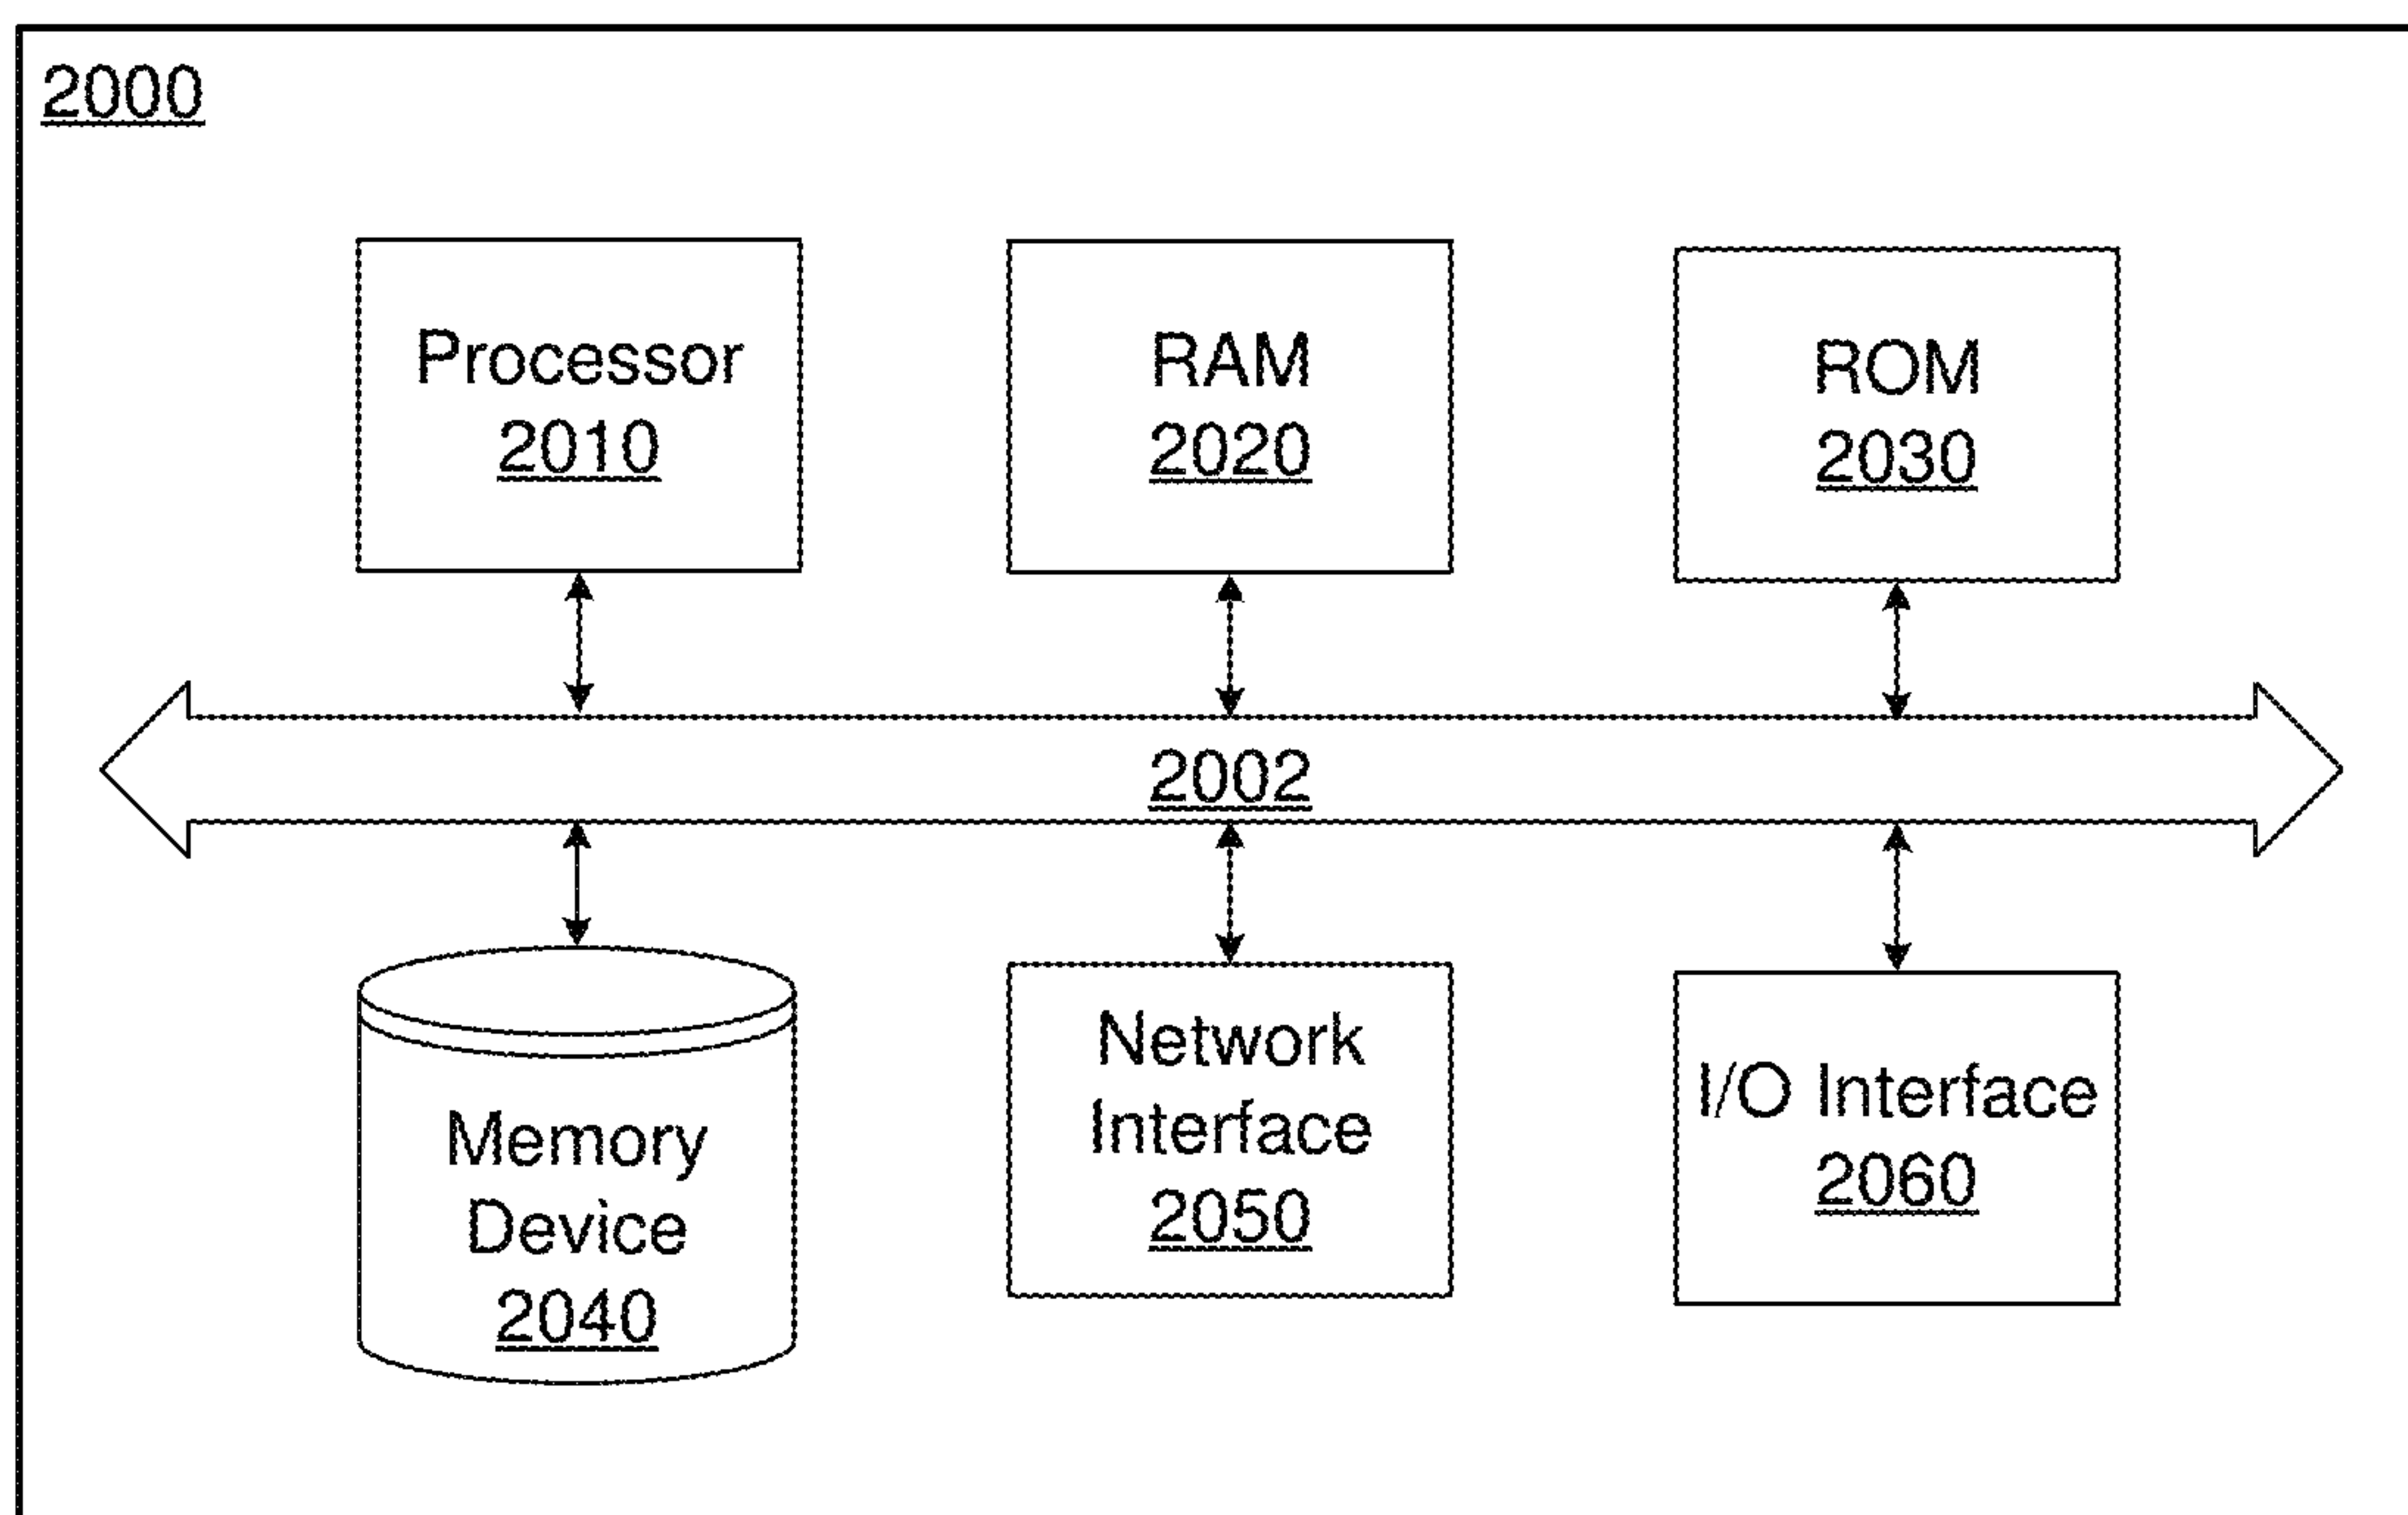 2000
Processor
2010
RAM
2020
ROM
2030
2002
Memory
Device
2040
Network
Interface
2050
I/O Interface
2060